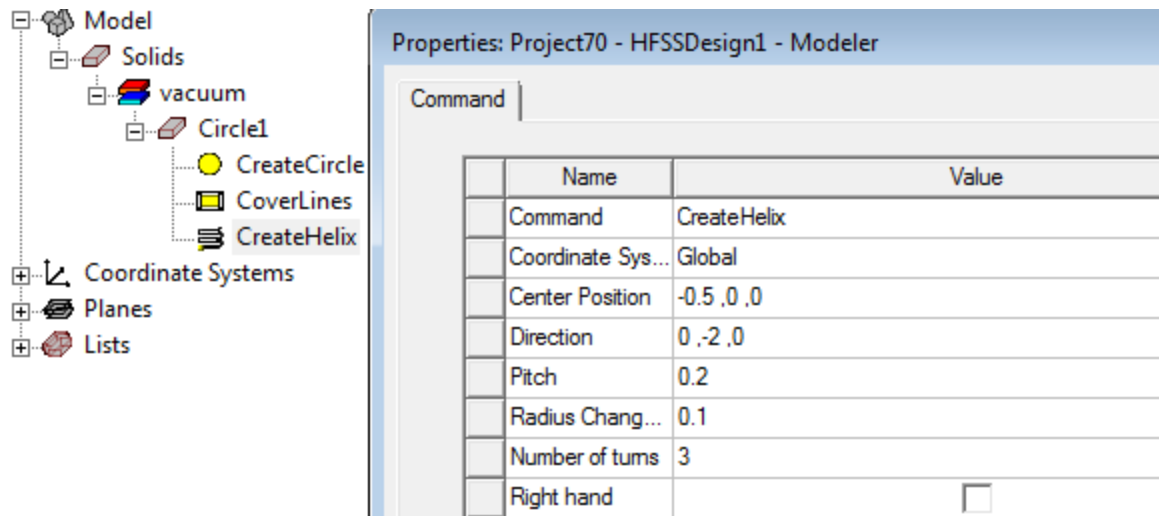 Model
Solids
vacuum
Circle1
CreateCircle
CoverLines
CreateHelix
Coordinate Systems
Planes
Lists
Properties: Project70 - HFSSDesign1 - Modeler
Command
Name Value
Command CreateHelix
Coordinate Sys... Global
Center Position -0.5 ,0 ,0
Direction 0 ,-2 ,0
Pitch 0.2
Radius Chang... 0.1
Number of turns 3
Right hand